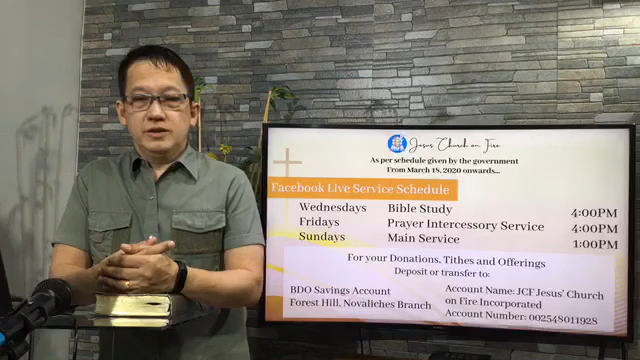 Jesus Church on Fire
As per schedule given by the government
From March 18, 2020 onwards...
Facebook Live Service Schedule
Wednesdays Bible Study 4:00PM
Fridays Prayer Intercessory Service 4:00PM
Sundays Main Service 1:00PM
For your Donations, Tithes and Offerings
Deposit or transfer to:
BDO Savings Account
Forest Hill, Novaliches Branch
Account Name: JCF Jesus' Church
on Fire Incorporated
Account Number: 002548011928